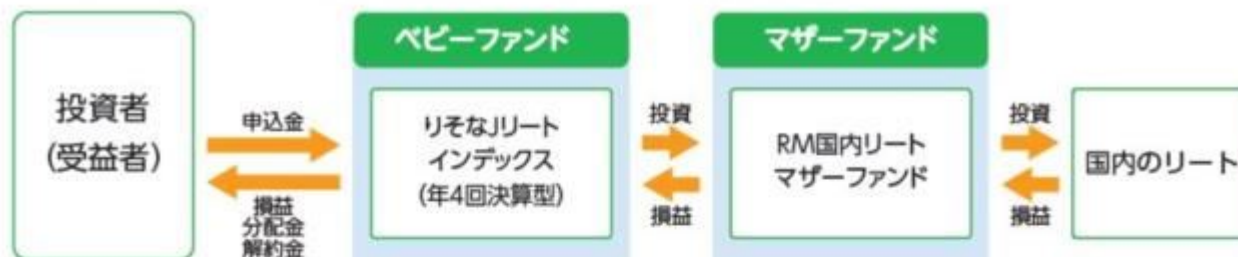 投資者
(受益者)
申込金
損益
分配金
解約金
ベビーファンド
りそなJリート
インデックス
(年4回決算型)
投資
損益
マザーファンド
RM国内リート
マザーファンド
投資
損益
国内のリート